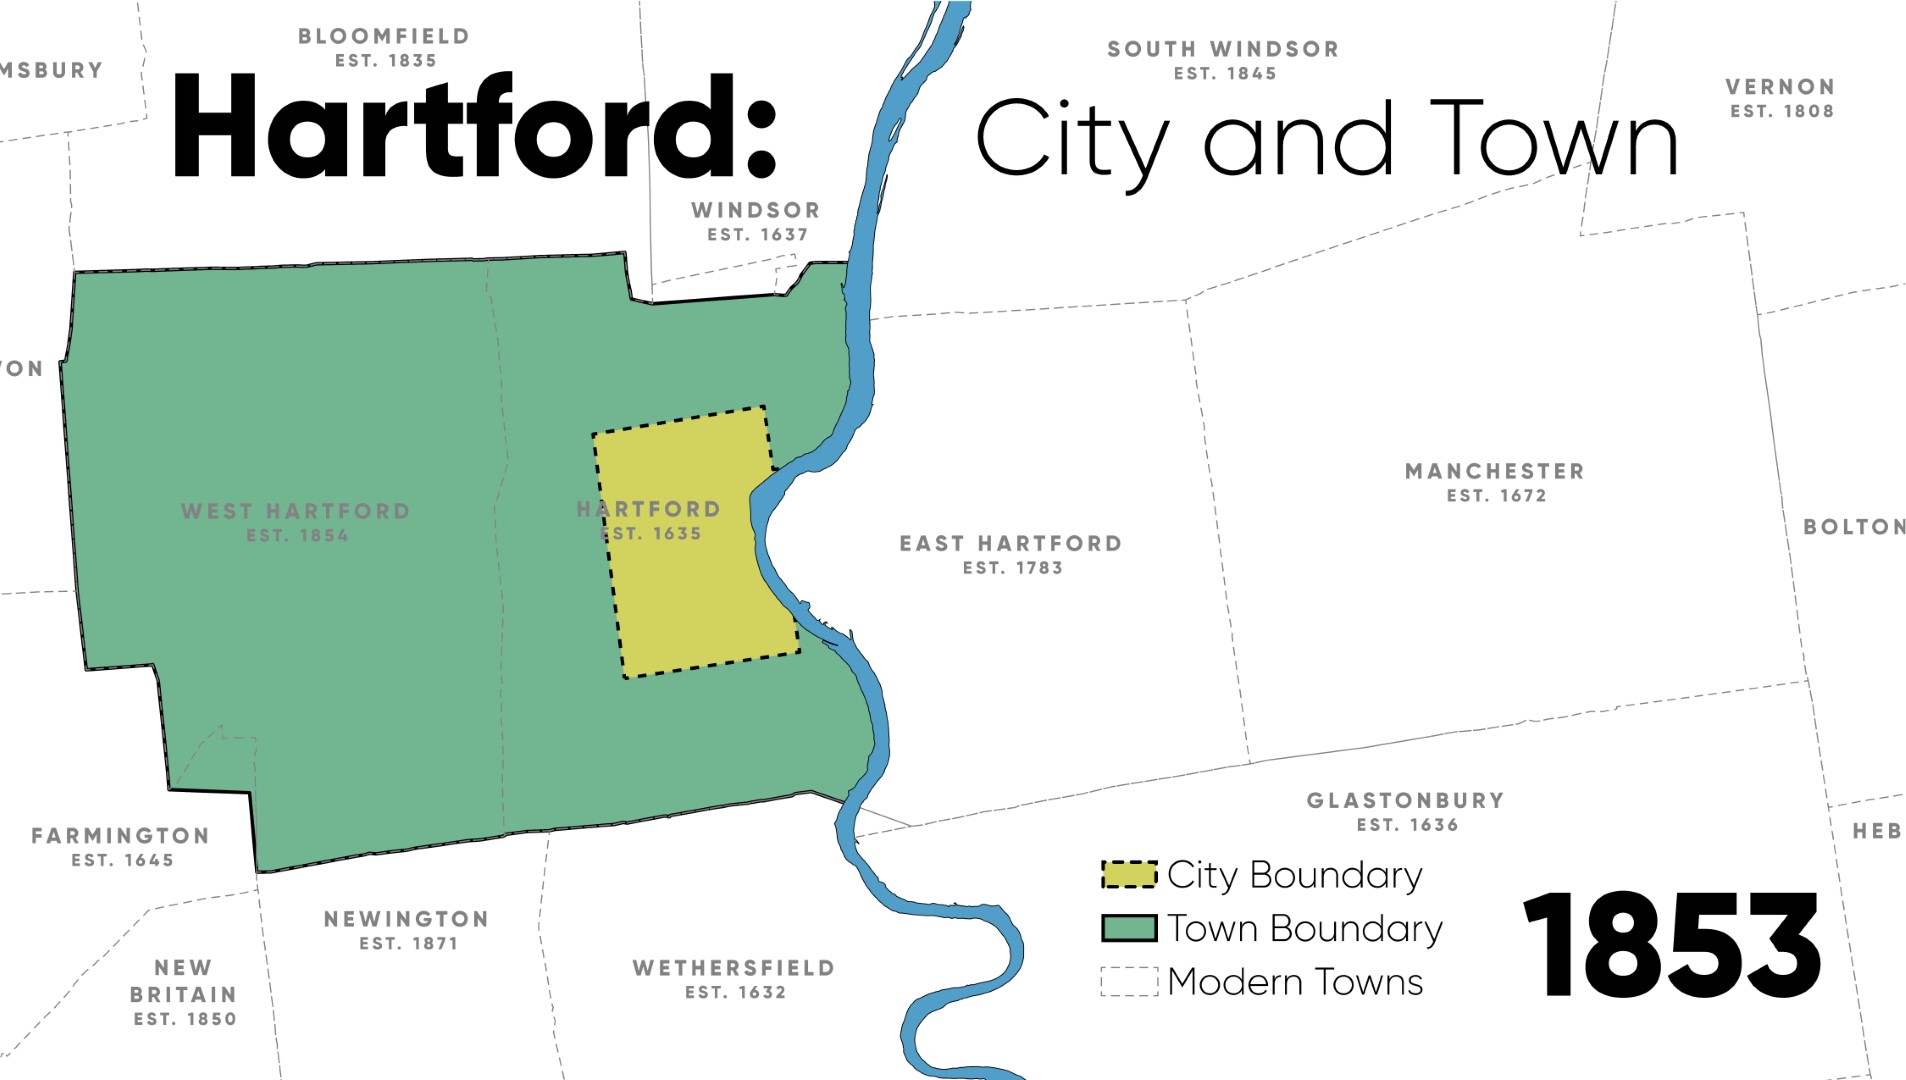 BLOOMFIELD
EST. 1835
SOUTH WINDSOR
EST. 1845
MSBURY
VERNON
EST. 1808
Hartford: City and Town
WINDSOR
EST. 1637
VON
WEST HARTFORD
EST. 1854
HARTFORD
EST. 1635
EAST HARTFORD
EST. 1783
MANCHESTER
EST. 1672
BOLTON
FARMINGTON
EST. 1645
GLASTONBURY
EST. 1636
HEB
NEWINGTON
EST. 1871
NEW
BRITAIN
EST. 1850
WETHERSFIELD
EST. 1632
City Boundary
Town Boundary
Modern Towns
1853